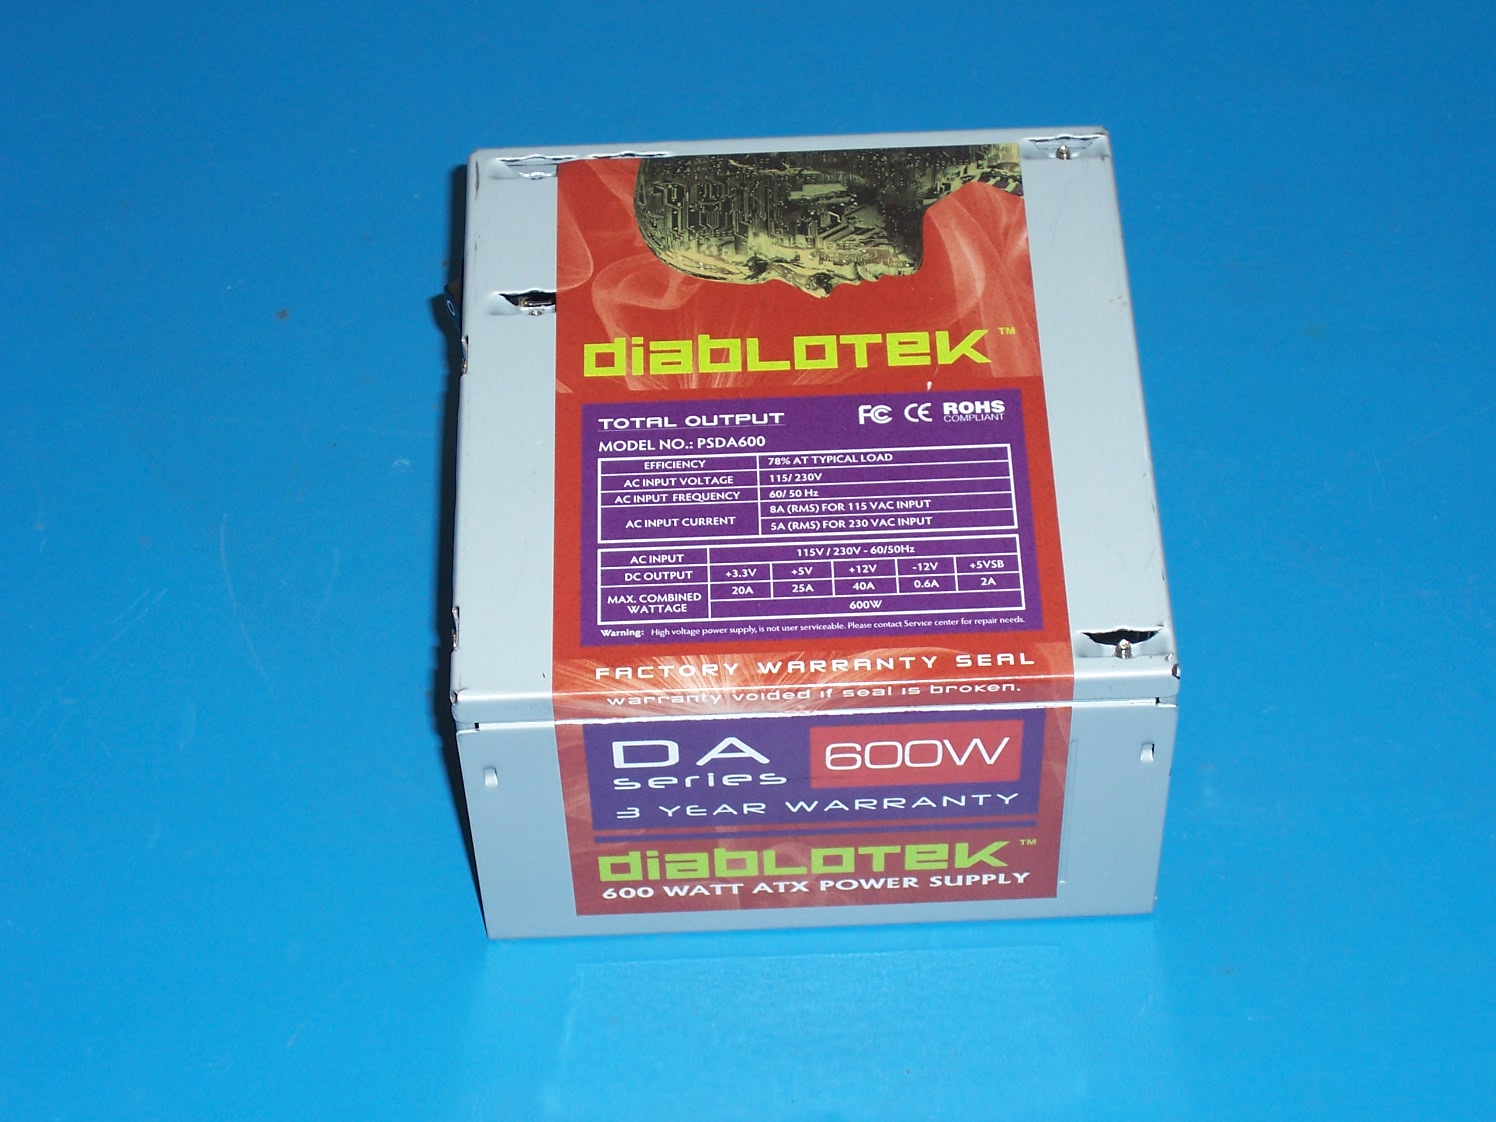 diabLOTEK™
TOTAL OUTPUT
FC CE ROHS
COMPLIANT
MODEL NO.: PSDA600
EFFICIENCY 78% AT TYPICAL LOAD
AC INPUT VOLTAGE 115/ 230V
AC INPUT FREQUENCY 60/ 50 Hz
AC INPUT CURRENT 8A (RMS) FOR 115 VAC INPUT
5A (RMS) FOR 230 VAC INPUT
AC INPUT 115V / 230V - 60/50Hz
DC OUTPUT +3.3V +5V +12V -12V +5VSB
MAX. COMBINED WATTAGE 20A 25A 40A 0.6A 2A
600W
Warning: High voltage power supply, is not user serviceable. Please contact Service center for repair needs.
FACTORY WARRANTY SEAL
warranty voided if seal is broken.
DA 600W
series
3 YEAR WARRANTY
diabLOTEK™
600 WATT ATX POWER SUPPLY